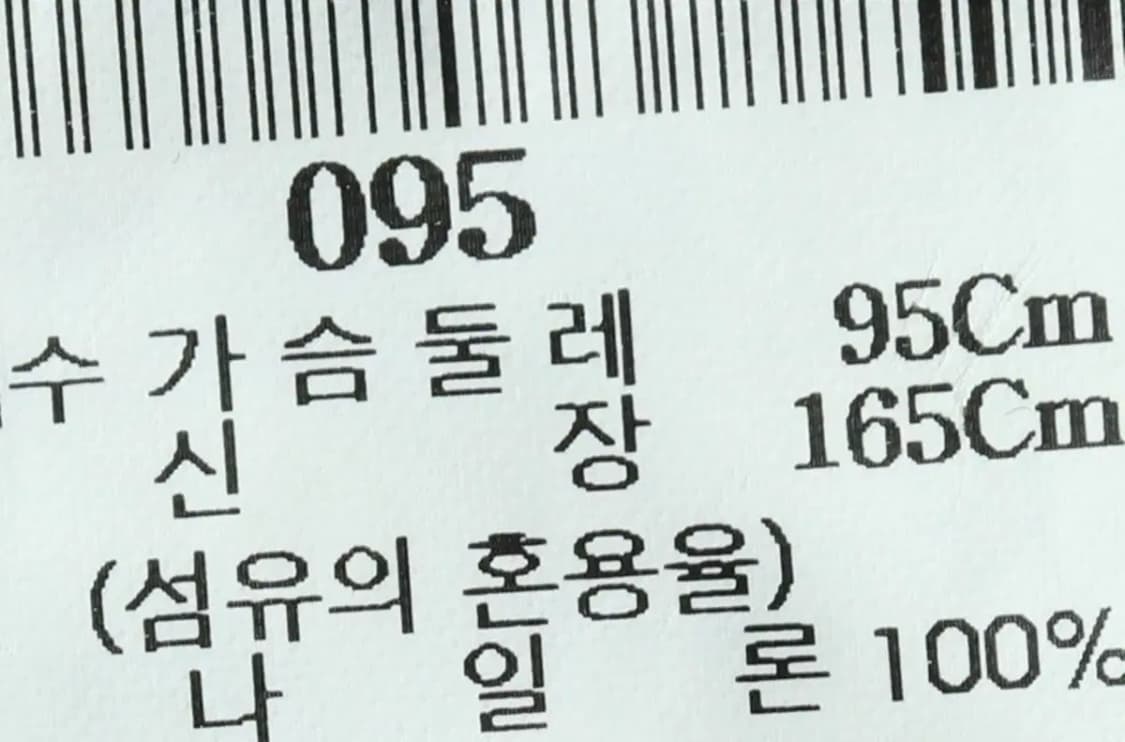 095
수 가슴둘레 95Cm
신 장 165Cm
(섬유의 혼용율)
나 일 론 100%